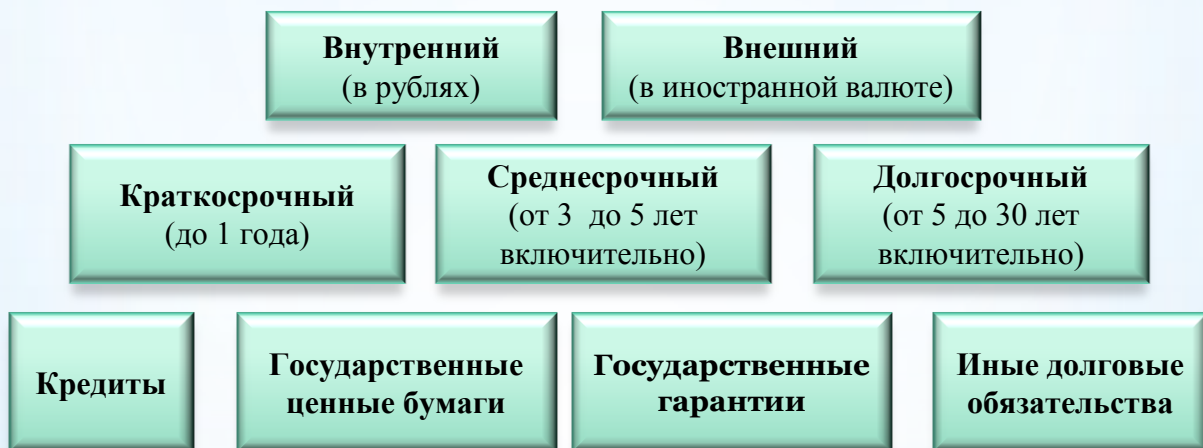 Внутренний
(в рублях)
Внешний
(в иностранной валюте)
Краткосрочный
(до 1 года)
Среднесрочный
(от 3 до 5 лет
включительно)
Долгосрочный
(от 5 до 30 лет
включительно)
Кредиты
Государственные
ценные бумаги
Государственные
гарантии
Иные долговые
обязательства